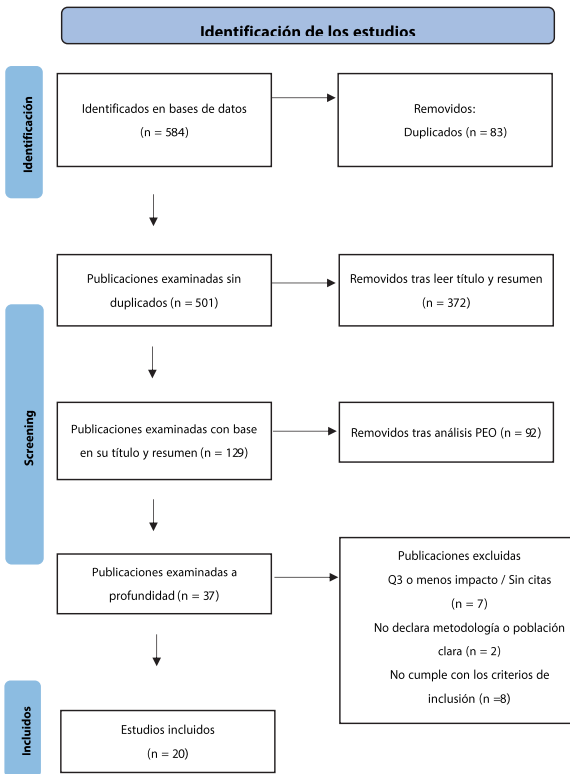 Identificación de los estudios
Identificación
Identificados en bases de datos
(n = 584)
Removidos:
Duplicados (n = 83)
Screening
Publicaciones examinadas sin
duplicados (n = 501)
Removidos tras leer título y resumen
(n = 372)
Publicaciones examinadas con base
en su título y resumen (n = 129)
Removidos tras análisis PEO (n = 92)
Publicaciones examinadas a
profundidad (n = 37)
Publicaciones excluidas
Q3 o menos impacto / Sin citas
(n = 7)
No declara metodología o población
clara (n = 2)
No cumple con los criterios de
inclusión (n =8)
Incluidos
Estudios incluidos
(n = 20)